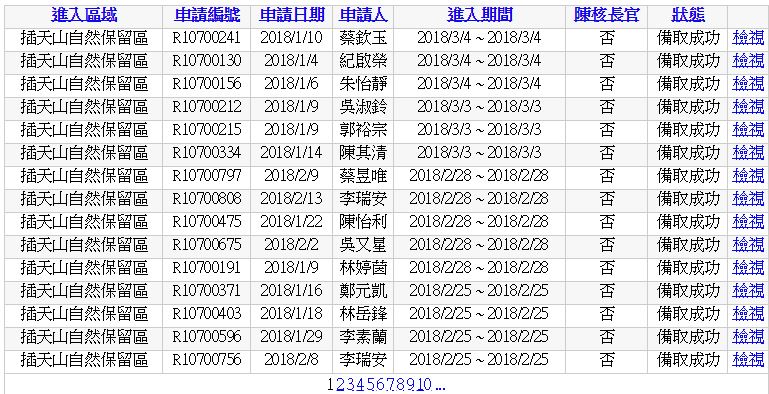 進入區域 申請編號 申請日期 申請人 進入期間 陳核長官 狀態
插天山自然保留區 R10700241 2018/1/10 蔡欽玉 2018/3/4 ~ 2018/3/4 否 備取成功 檢視
插天山自然保留區 R10700130 2018/1/4 紀啟榮 2018/3/4 ~ 2018/3/4 否 備取成功 檢視
插天山自然保留區 R10700156 2018/1/6 朱怡靜 2018/3/4 ~ 2018/3/4 否 備取成功 檢視
插天山自然保留區 R10700212 2018/1/9 吳淑鈴 2018/3/3 ~ 2018/3/3 否 備取成功 檢視
插天山自然保留區 R10700215 2018/1/9 郭裕宗 2018/3/3 ~ 2018/3/3 否 備取成功 檢視
插天山自然保留區 R10700334 2018/1/14 陳其清 2018/3/3 ~ 2018/3/3 否 備取成功 檢視
插天山自然保留區 R10700797 2018/2/9 蔡昱唯 2018/2/28 ~ 2018/2/28 否 備取成功 檢視
插天山自然保留區 R10700808 2018/2/13 李瑞安 2018/2/28 ~ 2018/2/28 否 備取成功 檢視
插天山自然保留區 R10700475 2018/1/22 陳怡利 2018/2/28 ~ 2018/2/28 否 備取成功 檢視
插天山自然保留區 R10700675 2018/2/2 吳又星 2018/2/28 ~ 2018/2/28 否 備取成功 檢視
插天山自然保留區 R10700191 2018/1/9 林婷茵 2018/2/28 ~ 2018/2/28 否 備取成功 檢視
插天山自然保留區 R10700371 2018/1/16 鄭元凱 2018/2/25 ~ 2018/2/25 否 備取成功 檢視
插天山自然保留區 R10700403 2018/1/18 林岳鋒 2018/2/25 ~ 2018/2/25 否 備取成功 檢視
插天山自然保留區 R10700596 2018/1/29 李素蘭 2018/2/25 ~ 2018/2/25 否 備取成功 檢視
插天山自然保留區 R10700756 2018/2/8 李瑞安 2018/2/25 ~ 2018/2/25 否 備取成功 檢視
1 2 3 4 5 6 7 8 9 10 ...